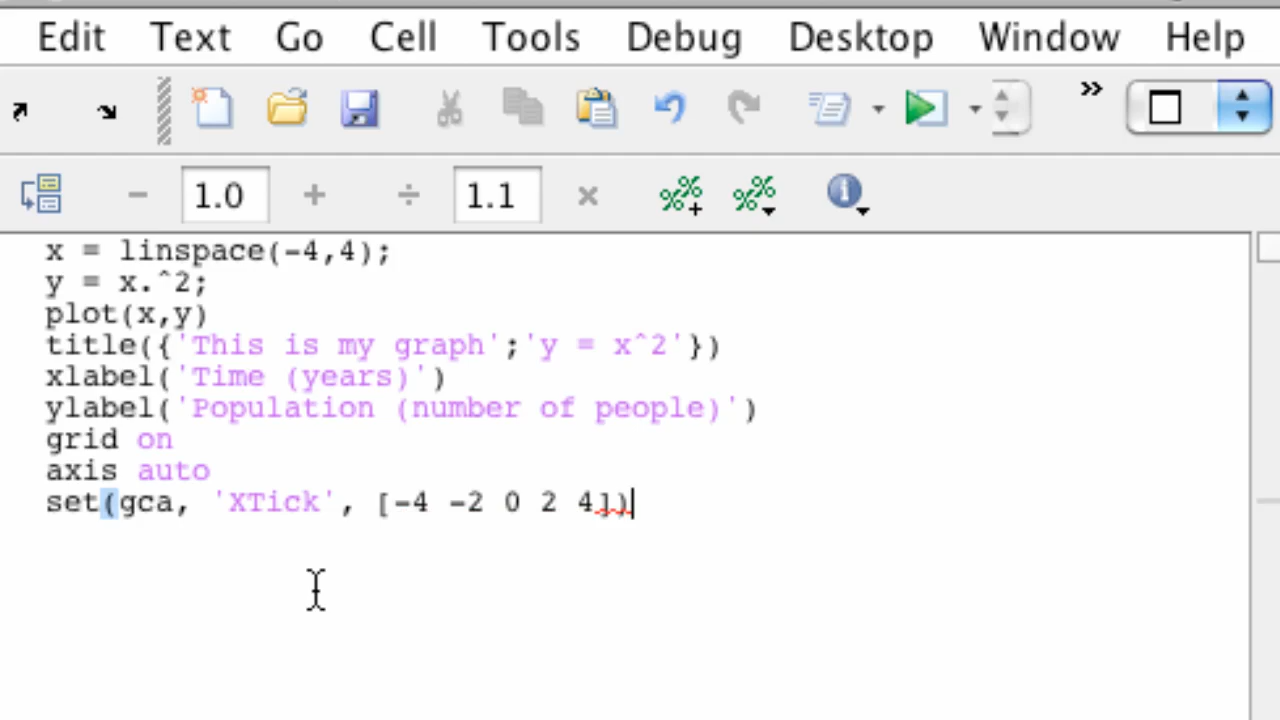 Edit Text Go Cell Tools Debug Desktop Window Help
»
− 1.0 + ÷ 1.1 ×
x = linspace(-4,4);
y = x.^2;
plot(x,y)
title({'This is my graph';'y = x^2'})
xlabel('Time (years)')
ylabel('Population (number of people)')
grid on
axis auto
set(gca, 'XTick', [-4 -2 0 2 4])